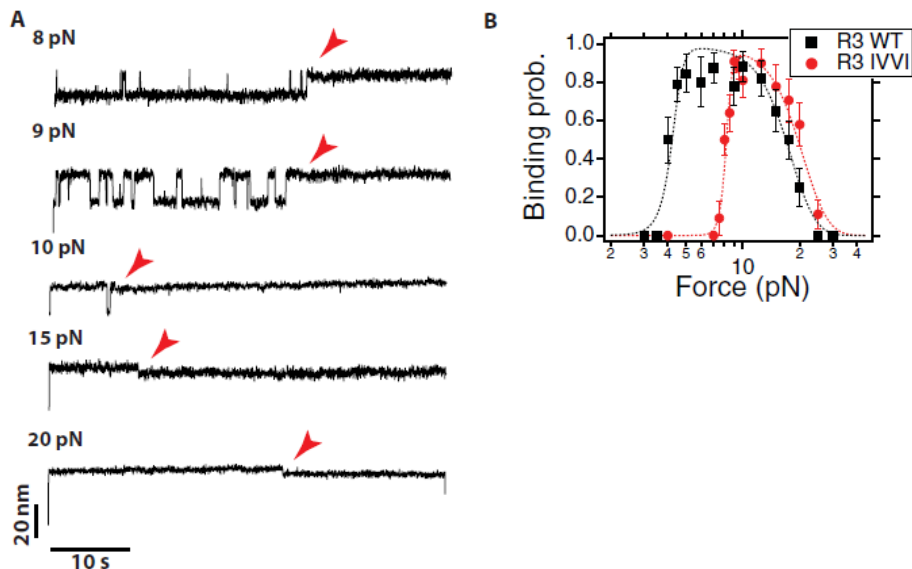 A
8 pN
9 pN
10 pN
15 pN
20 pN
20 nm
10 s
B
R3 WT
R3 IVVI
Binding prob.
1.0
0.8
0.6
0.4
0.2
0.0
2 3 4 5 6 10 2 3 4
Force (pN)